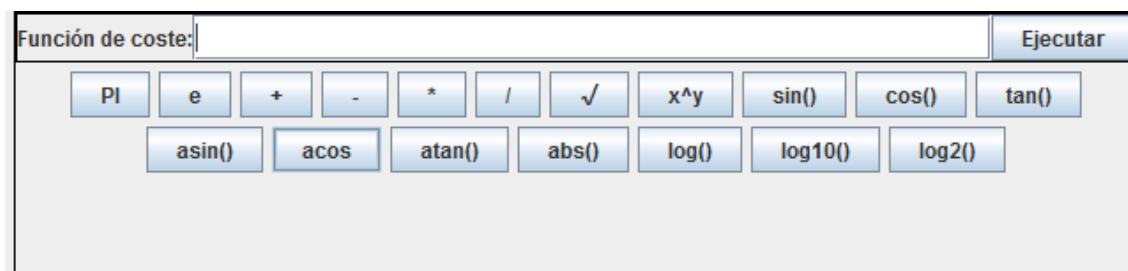 Función de coste: Ejecutar
PI e + - * / √ x^y sin() cos() tan()
asin() acos atan() abs() log() log10() log2()